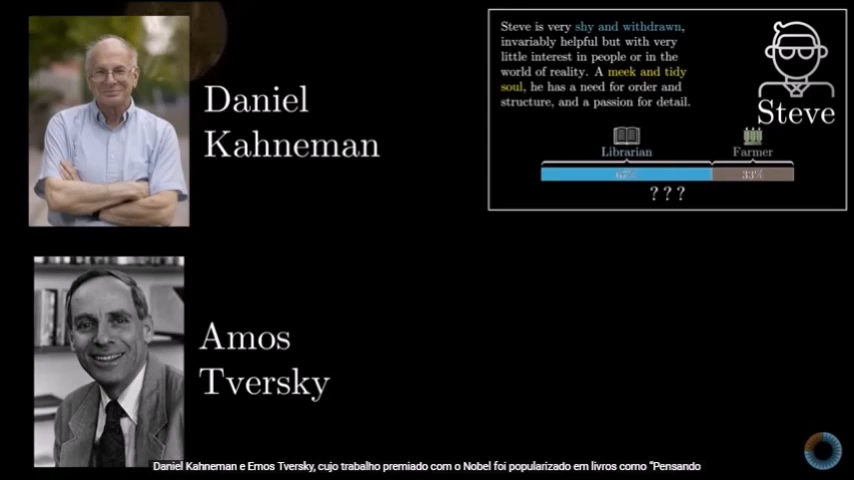 Daniel
Kahneman
Steve is very shy and withdrawn,
invariably helpful but with very
little interest in people or in the
world of reality. A meek and tidy
soul, he has a need for order and
structure, and a passion for detail.
Steve
Librarian
Farmer
67%
33%
???
Amos
Tversky
Daniel Kahneman e Emos Tversky, cujo trabalho premiado com o Nobel foi popularizado em livros como “Pensando